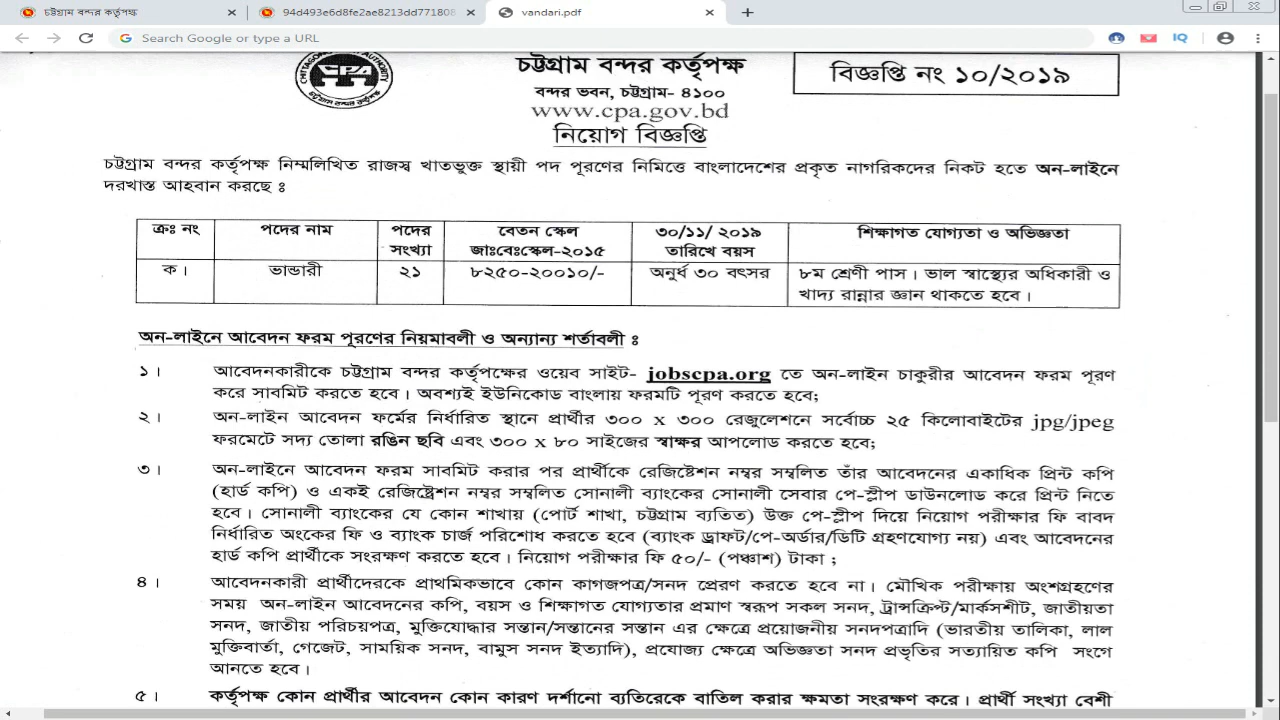 চট্টগ্রাম বন্দর কর্তৃপক্ষ
94d493e6d8fe2ae8213dd771808
vandari.pdf
Search Google or type a URL
CPA
চট্টগ্রাম বন্দর কর্তৃপক্ষ
বন্দর ভবন, চট্টগ্রাম- ৪১০০
www.cpa.gov.bd
নিয়োগ বিজ্ঞপ্তি
বিজ্ঞপ্তি নং ১০/২০১৯
চট্টগ্রাম বন্দর কর্তৃপক্ষ নিম্মলিখিত রাজস্ব খাতভুক্ত স্থায়ী পদ পূরণের নিমিত্তে বাংলাদেশের প্রকৃত নাগরিকদের নিকট হতে অন-লাইনে
দরখাস্ত আহবান করছে ঃ
ক্রঃ নং পদের নাম পদের সংখ্যা বেতন স্কেল জাঃবেঃস্কেল-২০১৫ ৩০/১১/ ২০১৯ তারিখে বয়স শিক্ষাগত যোগ্যতা ও অভিজ্ঞতা
ক। ভান্ডারী ২১ ৮২৫০-২০০১০/- অনুর্ধ ৩০ বৎসর ৮ম শ্রেণী পাস। ভাল স্বাস্থ্যের অধিকারী ও
খাদ্য রান্নার জ্ঞান থাকতে হবে।
অন-লাইনে আবেদন ফরম পূরণের নিয়মাবলী ও অন্যান্য শর্তাবলী ঃ
১। আবেদনকারীকে চট্টগ্রাম বন্দর কর্তৃপক্ষের ওয়েব সাইট- jobscpa.org তে অন-লাইন চাকুরীর আবেদন ফরম পূরণ
করে সাবমিট করতে হবে। অবশ্যই ইউনিকোড বাংলায় ফরমটি পূরণ করতে হবে;
২। অন-লাইন আবেদন ফর্মের নির্ধারিত স্থানে প্রার্থীর ৩০০ x ৩০০ রেজুলেশনে সর্বোচ্চ ২৫ কিলোবাইটের jpg/jpeg
ফরমেটে সদ্য তোলা রঙিন ছবি এবং ৩০০ x ৮০ সাইজের স্বাক্ষর আপলোড করতে হবে;
৩। অন-লাইনে আবেদন ফরম সাবমিট করার পর প্রার্থীকে রেজিষ্টেশন নম্বর সম্বলিত তাঁর আবেদনের একাধিক প্রিন্ট কপি
(হার্ড কপি) ও একই রেজিষ্ট্রেশন নম্বর সম্বলিত সোনালী ব্যাংকের সোনালী সেবার পে-স্লীপ ডাউনলোড করে প্রিন্ট নিতে
হবে। সোনালী ব্যাংকের যে কোন শাখায় (পোর্ট শাখা, চট্টগ্রাম ব্যতিত) উক্ত পে-স্লীপ দিয়ে নিয়োগ পরীক্ষার ফি বাবদ
নির্ধারিত অংকের ফি ও ব্যাংক চার্জ পরিশোধ করতে হবে (ব্যাংক ড্রাফট/পে-অর্ডার/ডিটি গ্রহণযোগ্য নয়) এবং আবেদনের
হার্ড কপি প্রার্থীকে সংরক্ষণ করতে হবে। নিয়োগ পরীক্ষার ফি ৫০/- (পঞ্চাশ) টাকা ;
৪। আবেদনকারী প্রার্থীদেরকে প্রাথমিকভাবে কোন কাগজপত্র/সনদ প্রেরণ করতে হবে না। মৌখিক পরীক্ষায় অংশগ্রহণের
সময় অন-লাইন আবেদনের কপি, বয়স ও শিক্ষাগত যোগ্যতার প্রমাণ স্বরূপ সকল সনদ, ট্রান্সক্রিপ্ট/মার্কসশীট, জাতীয়তা
সনদ, জাতীয় পরিচয়পত্র, মুক্তিযোদ্ধার সন্তান/সন্তানের সন্তান এর ক্ষেত্রে প্রয়োজনীয় সনদপত্রাদি (ভারতীয় তালিকা, লাল
মুক্তিবার্তা, গেজেট, সাময়িক সনদ, বামুস সনদ ইত্যাদি), প্রযোজ্য ক্ষেত্রে অভিজ্ঞতা সনদ প্রভৃতির সত্যায়িত কপি সংগে
আনতে হবে।
৫। কর্তৃপক্ষ কোন প্রার্থীর আবেদন কোন কারণ দর্শানো ব্যতিরেকে বাতিল করার ক্ষমতা সংরক্ষণ করে। প্রার্থী সংখ্যা বেশী